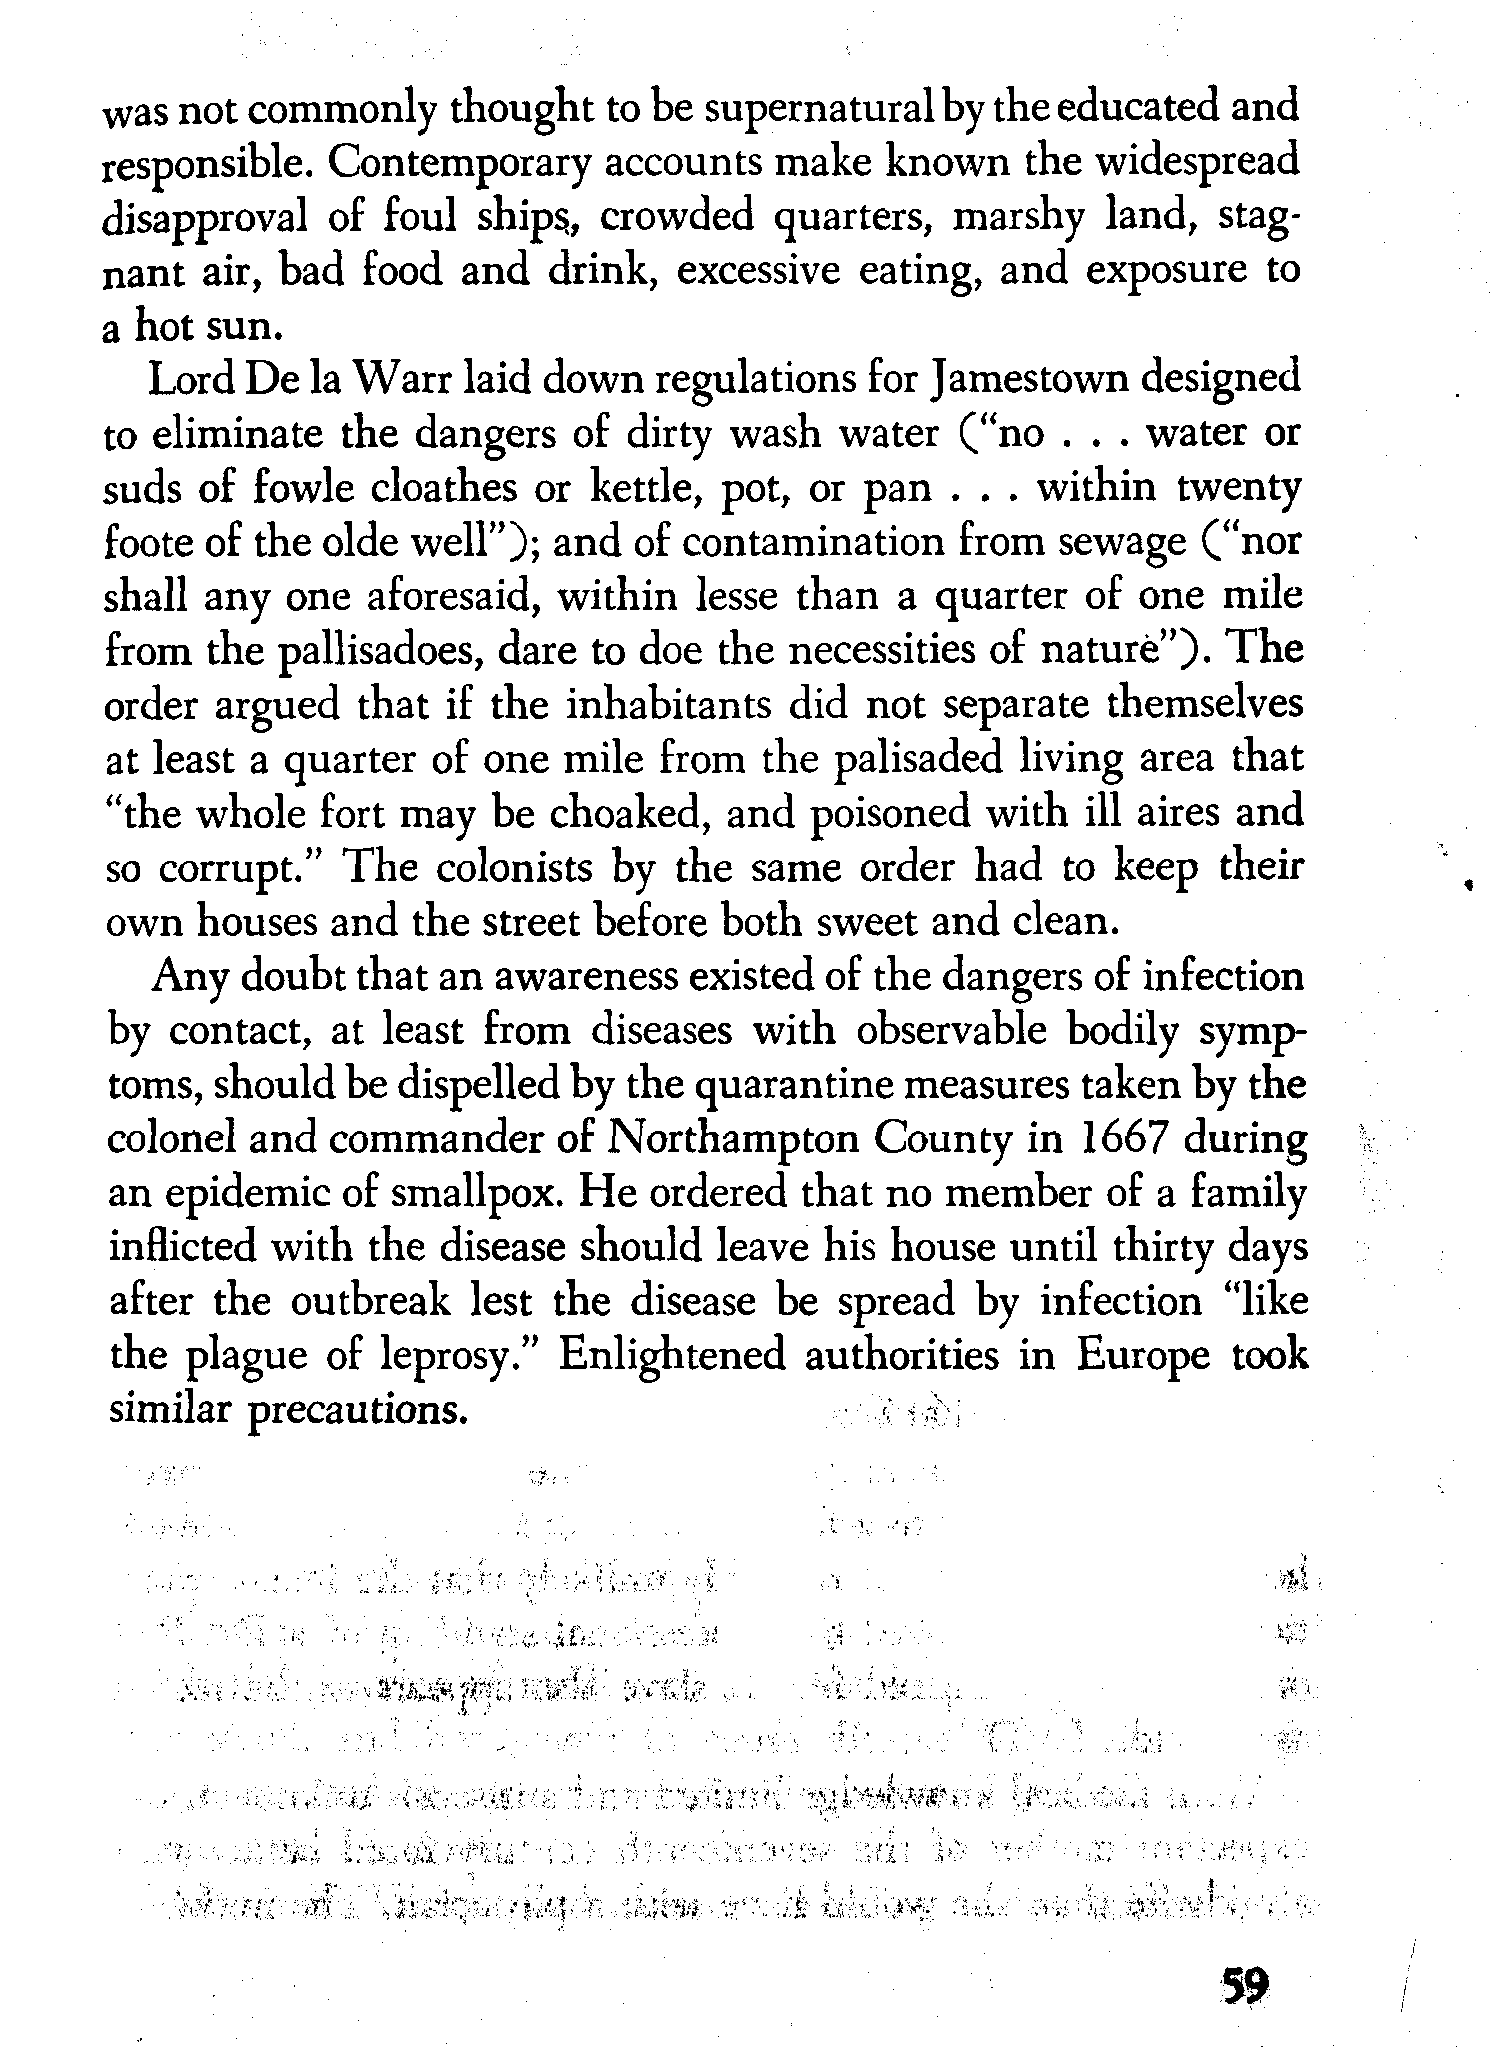 was not commonly thought to be supernatural by the educated and
responsible. Contemporary accounts make known the widespread
disapproval of foul ships, crowded quarters, marshy land, stag-
nant air, bad food and drink, excessive eating, and exposure to
a hot sun.
Lord De la Warr laid down regulations for Jamestown designed
to eliminate the dangers of dirty wash water (“no . . . water or
suds of fowle cloathes or kettle, pot, or pan . . . within twenty
foote of the olde well”); and of contamination from sewage (“nor
shall any one aforesaid, within lesse than a quarter of one mile
from the pallisadoes, dare to doe the necessities of nature”). The
order argued that if the inhabitants did not separate themselves
at least a quarter of one mile from the palisaded living area that
“the whole fort may be choaked, and poisoned with ill aires and
so corrupt.” The colonists by the same order had to keep their
own houses and the street before both sweet and clean.
Any doubt that an awareness existed of the dangers of infection
by contact, at least from diseases with observable bodily symp-
toms, should be dispelled by the quarantine measures taken by the
colonel and commander of Northampton County in 1667 during
an epidemic of smallpox. He ordered that no member of a family
inflicted with the disease should leave his house until thirty days
after the outbreak lest the disease be spread by infection “like
the plague of leprosy.” Enlightened authorities in Europe took
similar precautions.
59